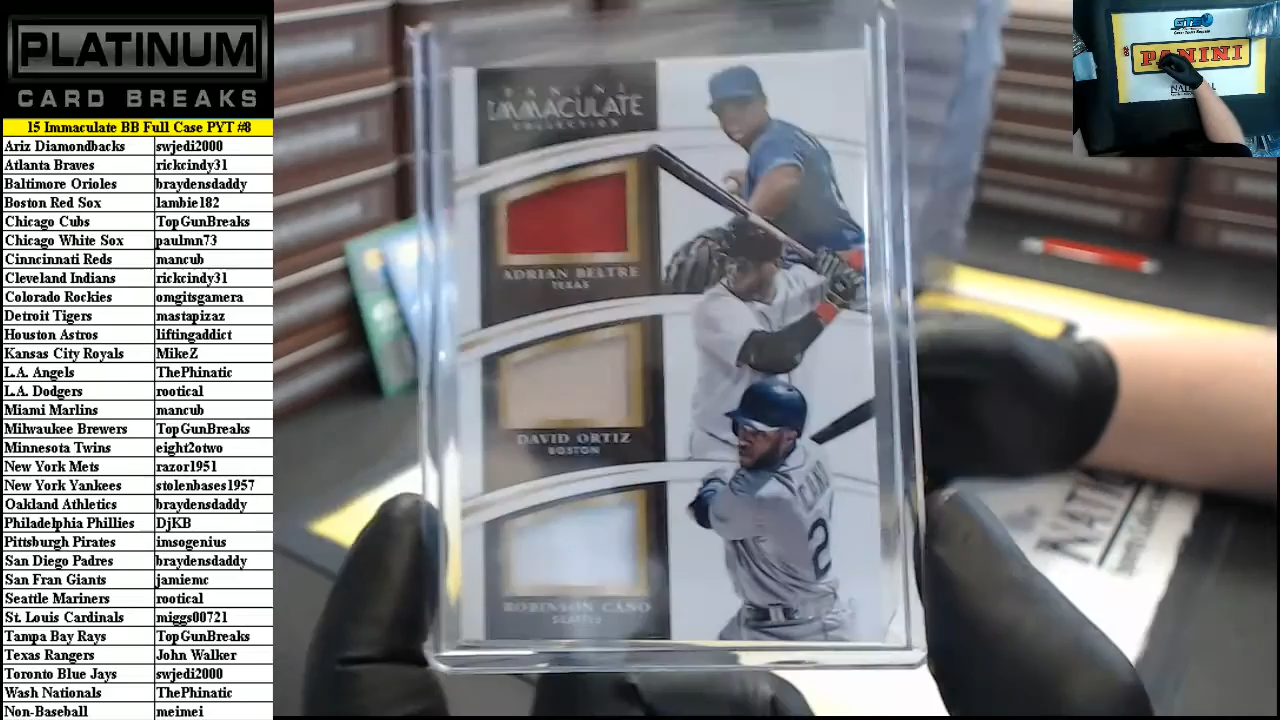 PLATINUM
CARD BREAKS
15 Immaculate BB Full Case PYT #8
Ariz Diamondbacks swjedi2000
Atlanta Braves rickcindy31
Baltimore Orioles braydensdaddy
Boston Red Sox lambie182
Chicago Cubs TopGunBreaks
Chicago White Sox paulmn73
Cinncinnati Reds mancub
Cleveland Indians rickcindy31
Colorado Rockies omgitsgamera
Detroit Tigers mastapizaz
Houston Astros liftingaddict
Kansas City Royals MikeZ
L.A. Angels ThePhinatic
L.A. Dodgers rootical
Miami Marlins mancub
Milwaukee Brewers TopGunBreaks
Minnesota Twins eight2otwo
New York Mets razor1951
New York Yankees stolenbases1957
Oakland Athletics braydensdaddy
Philadelphia Phillies DjKB
Pittsburgh Pirates imsogenius
San Diego Padres braydensdaddy
San Fran Giants jamiemc
Seattle Mariners rootical
St. Louis Cardinals miggs00721
Tampa Bay Rays TopGunBreaks
Texas Rangers John Walker
Toronto Blue Jays swjedi2000
Wash Nationals ThePhinatic
Non-Baseball meimei
PANINI
IMMACULATE
COLLECTION
ADRIAN BELTRE
TEXAS
DAVID ORTIZ
BOSTON
ROBINSON CANO
SEATTLE
CANO
2
GTS
PANINI